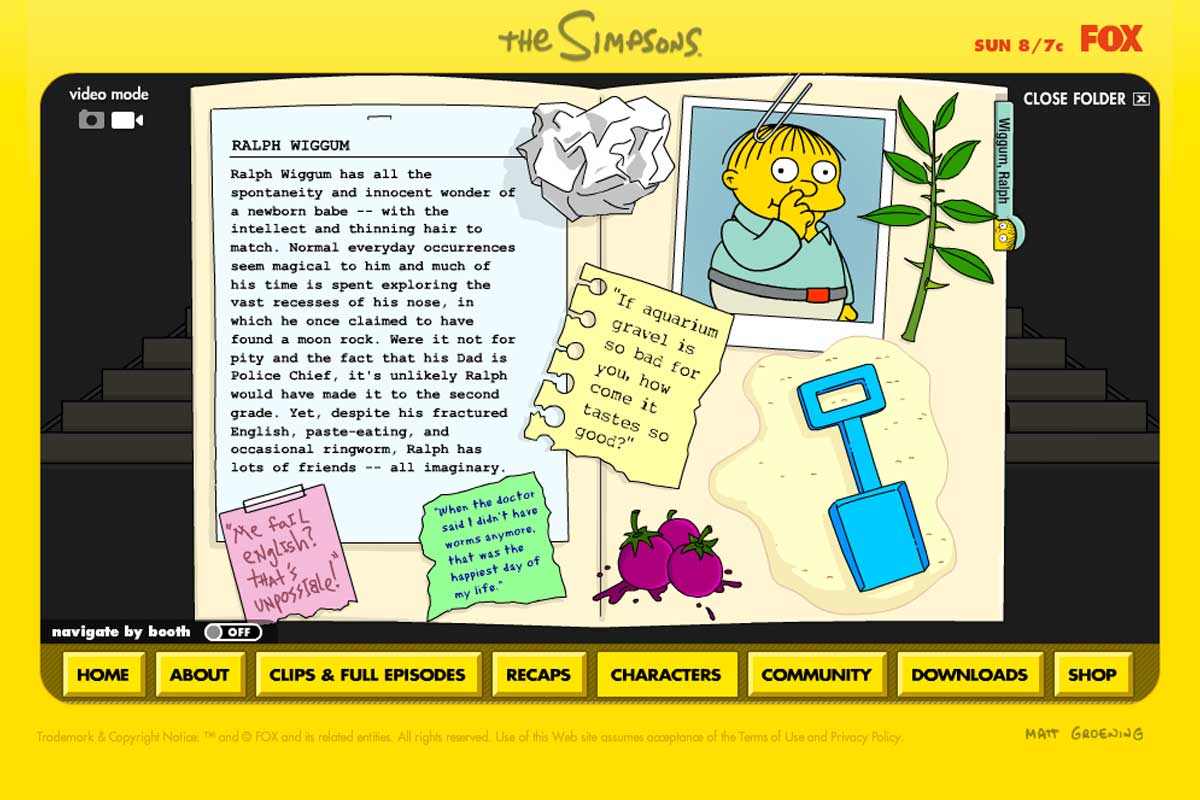 THE SIMPSONS
SUN 8/7c FOX
video mode
CLOSE FOLDER
RALPH WIGGUM
Ralph Wiggum has all the
spontaneity and innocent wonder of
a newborn babe -- with the
intellect and thinning hair to
match. Normal everyday occurrences
seem magical to him and much of
his time is spent exploring the
vast recesses of his nose, in
which he once claimed to have
found a moon rock. Were it not for
pity and the fact that his Dad is
Police Chief, it's unlikely Ralph
would have made it to the second
grade. Yet, despite his fractured
English, paste-eating, and
occasional ringworm, Ralph has
lots of friends -- all imaginary.
"Me fail
english?
that's
unpossible!"
"When the doctor
said I didn't have
worms anymore,
that was the
happiest day of
my life."
"If aquarium
gravel is
so bad for
you, how
come it
tastes so
good?"
Wiggum, Ralph
navigate by booth OFF
HOME ABOUT CLIPS & FULL EPISODES RECAPS CHARACTERS COMMUNITY DOWNLOADS SHOP
Trademark & Copyright Notice: ™ and © FOX and its related entities. All rights reserved. Use of this Web site assumes acceptance of the Terms of Use and Privacy Policy.
MATT GROENING